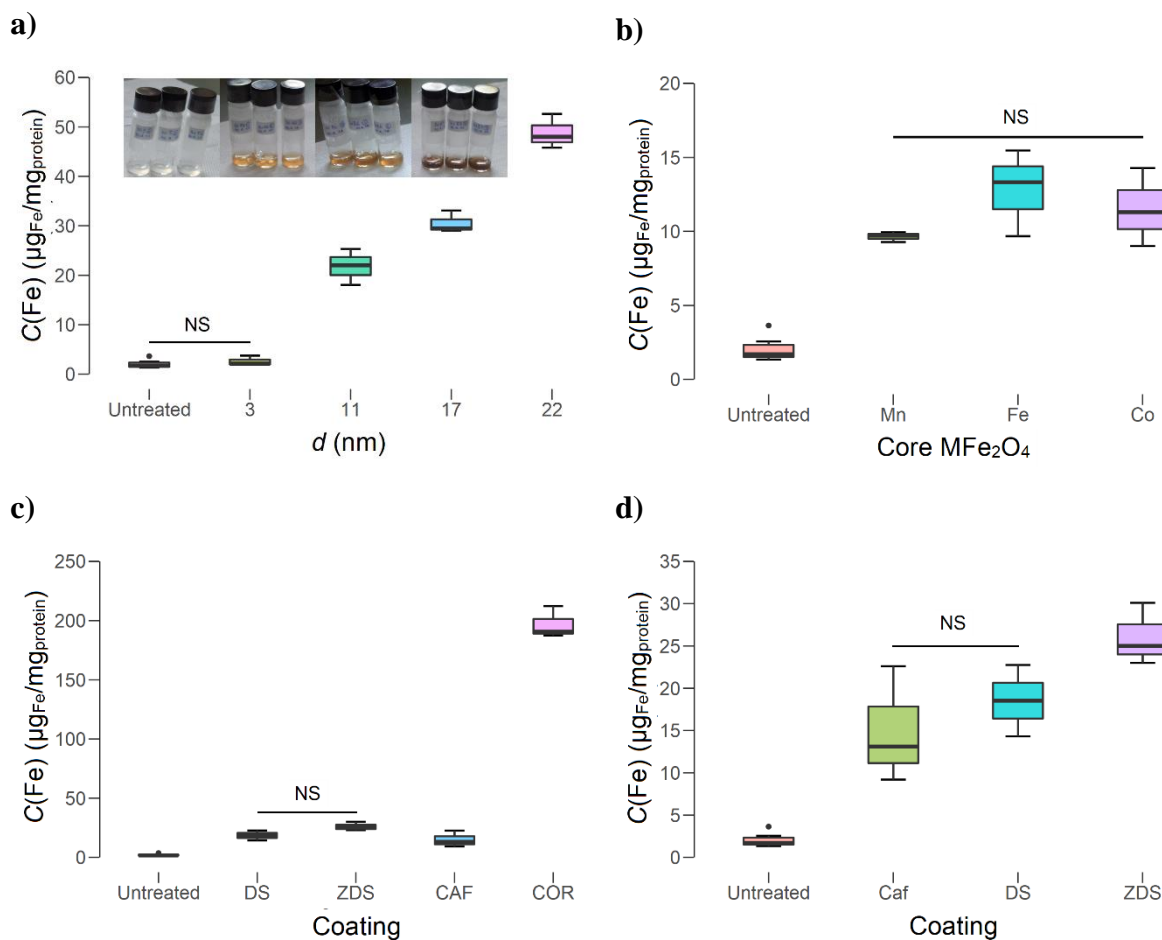 a)
C(Fe) (µgFe/mgprotein)
60
50
40
30
20
10
0
NS
Untreated 3 11 17 22
d (nm)
b)
C(Fe) (µgFe/mgprotein)
20
15
10
5
0
NS
Untreated Mn Fe Co
Core MFe₂O₄
c)
C(Fe) (µgFe/mgprotein)
250
200
150
100
50
0
NS
Untreated DS ZDS CAF COR
Coating
d)
C(Fe) (µgFe/mgprotein)
35
30
25
20
15
10
5
0
NS
Untreated Caf DS ZDS
Coating